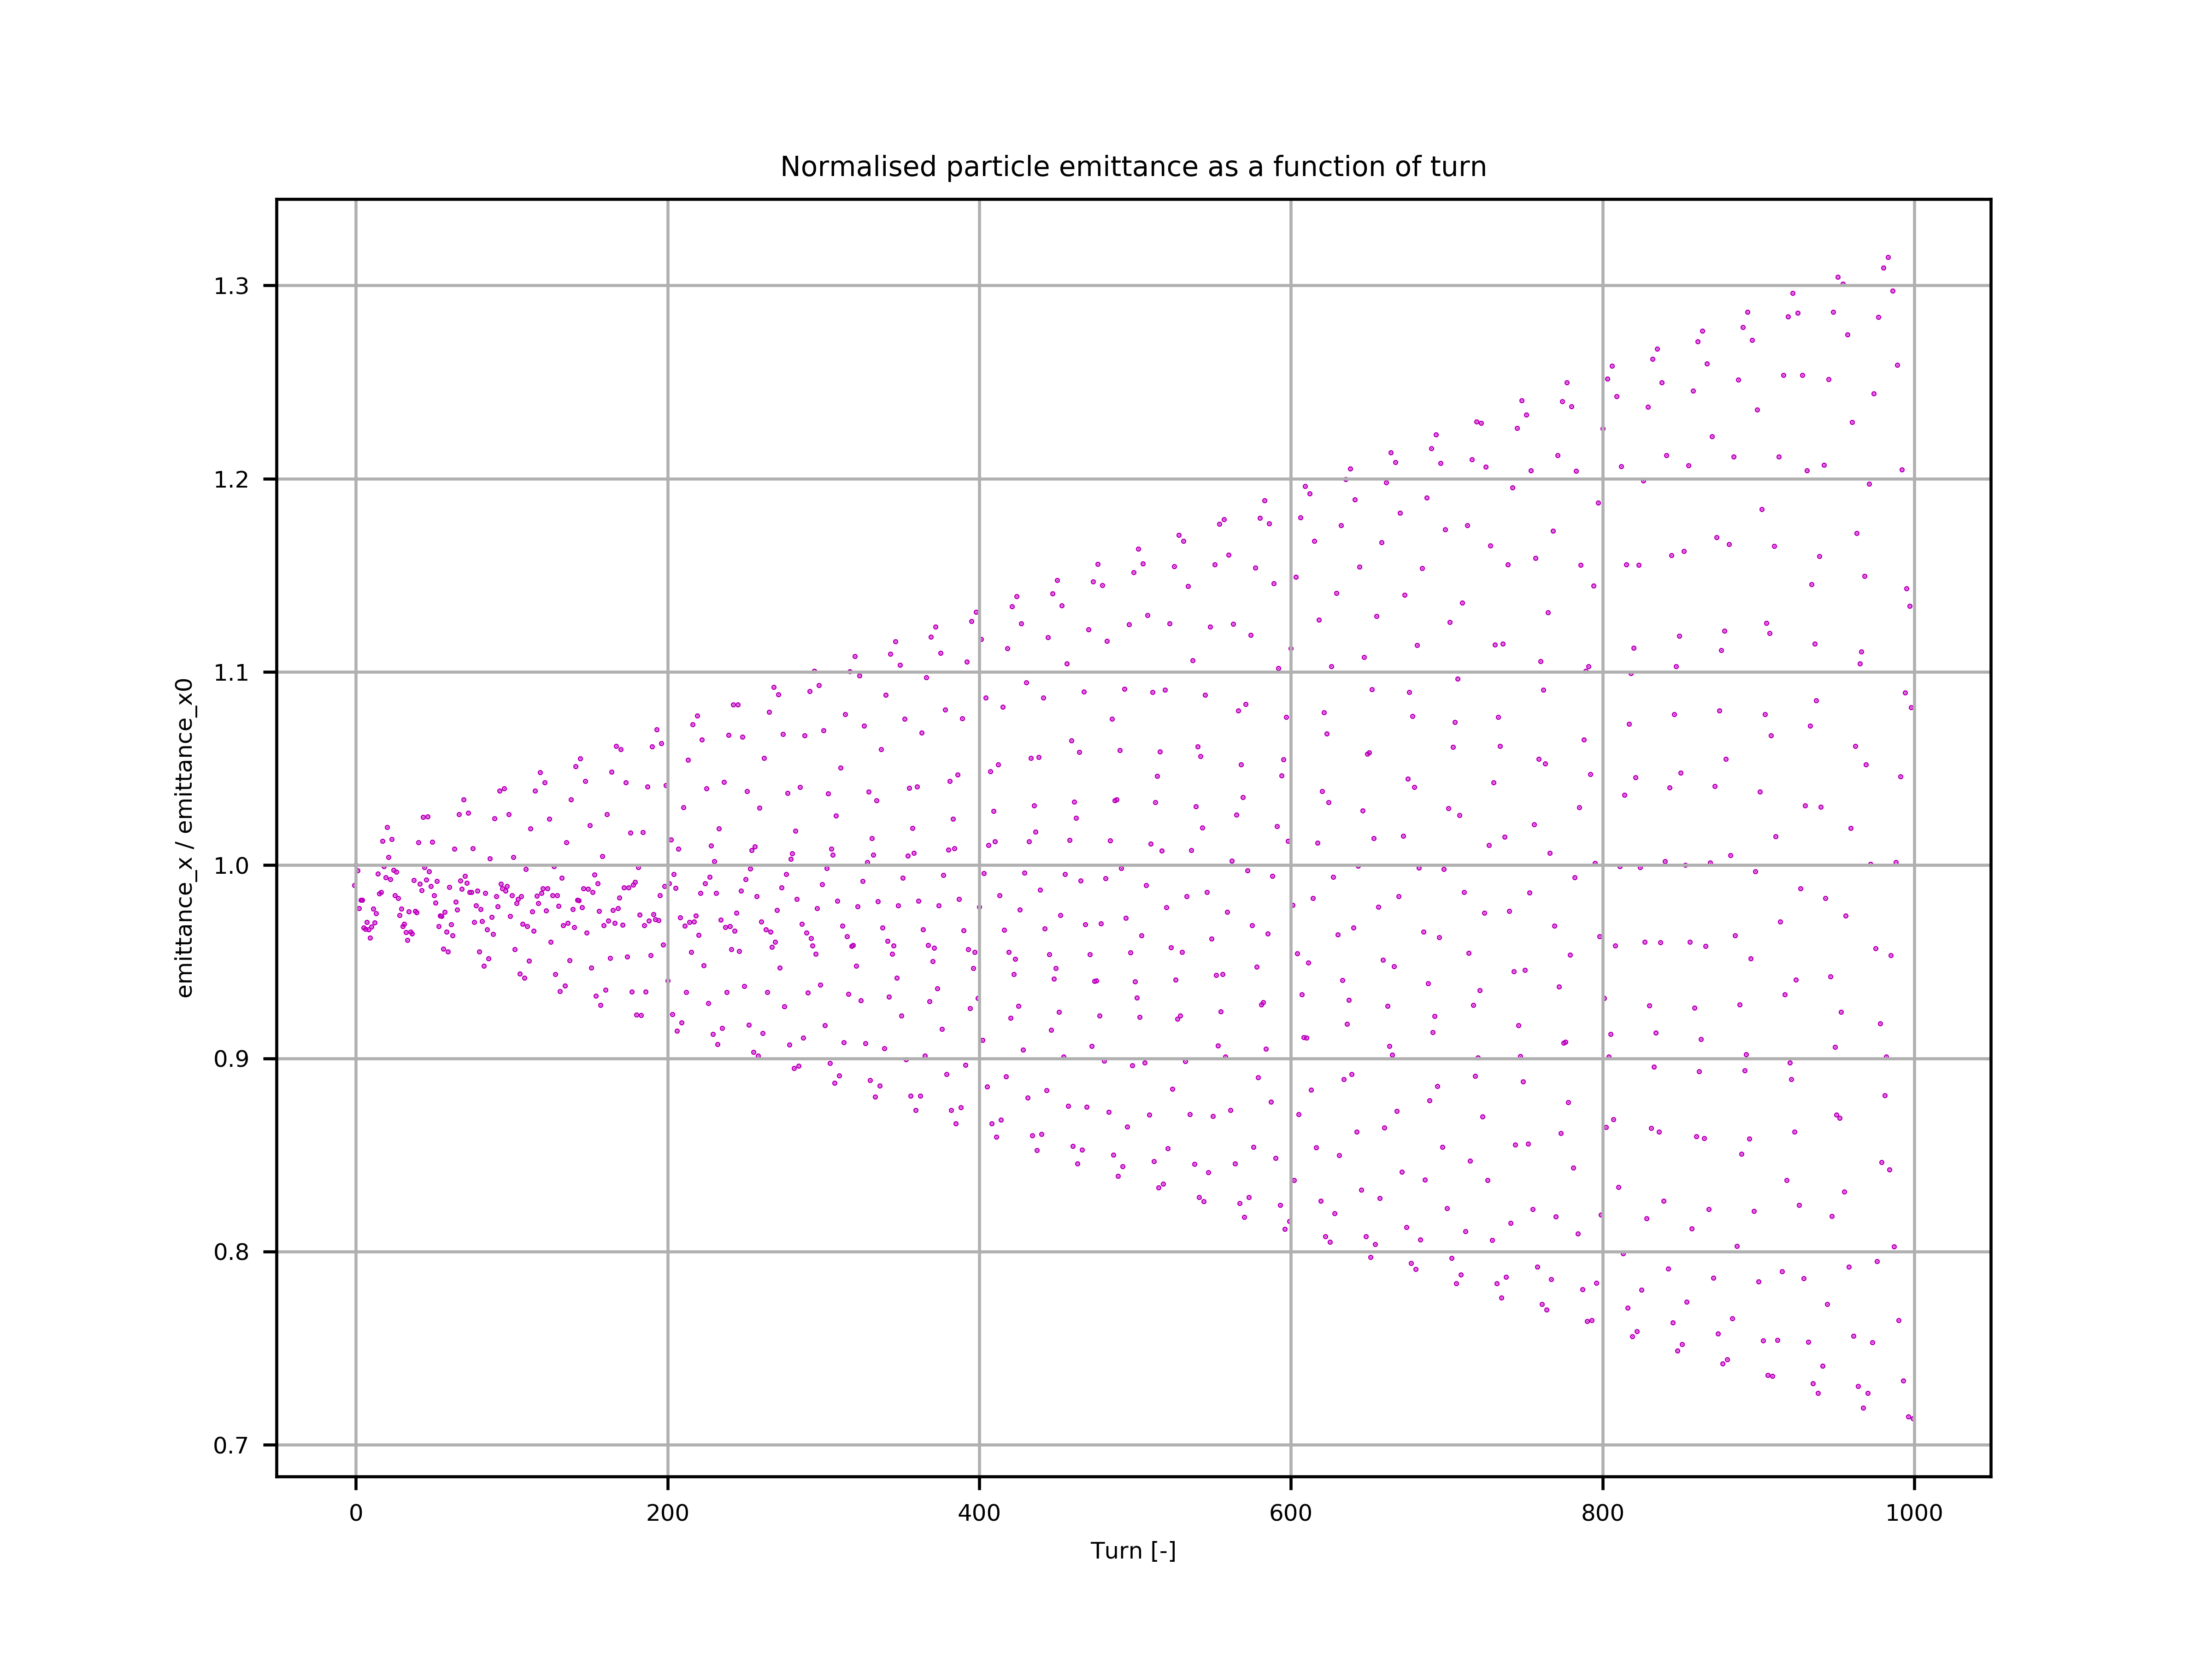 Normalised particle emittance as a function of turn
emittance_x / emittance_x0
1.3
1.2
1.1
1.0
0.9
0.8
0.7
0 200 400 600 800 1000
Turn [-]